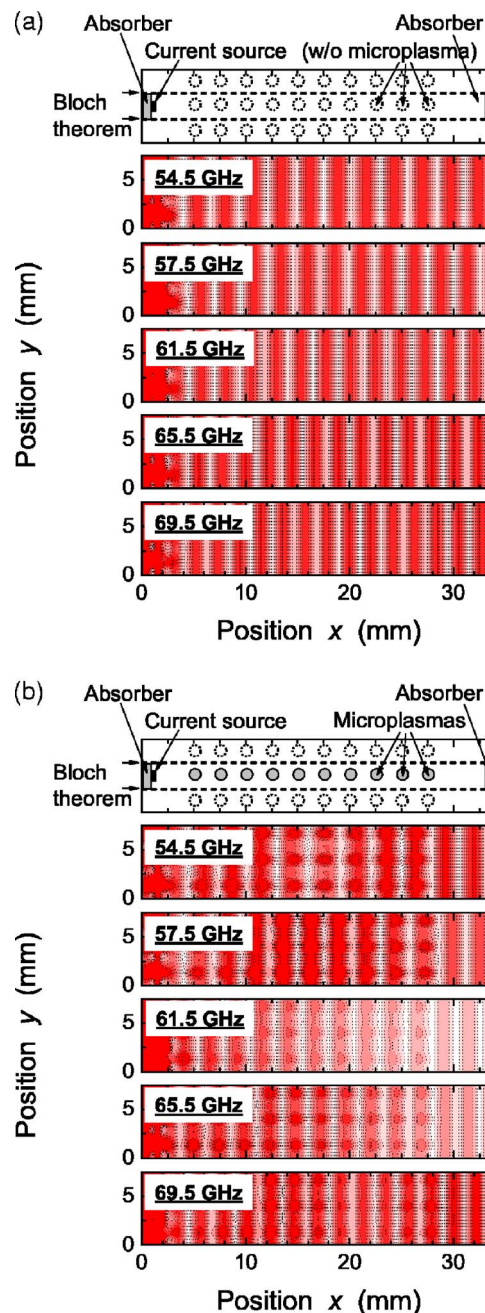 (a)
Absorber
Absorber
Current source
(w/o microplasma)
Bloch
theorem
Position y (mm)
5
0
54.5 GHz
5
0
57.5 GHz
5
0
61.5 GHz
5
0
65.5 GHz
5
0
69.5 GHz
0
10
20
30
Position x (mm)
(b)
Absorber
Absorber
Current source
Microplasmas
Bloch
theorem
Position y (mm)
5
0
54.5 GHz
5
0
57.5 GHz
5
0
61.5 GHz
5
0
65.5 GHz
5
0
69.5 GHz
0
10
20
30
Position x (mm)